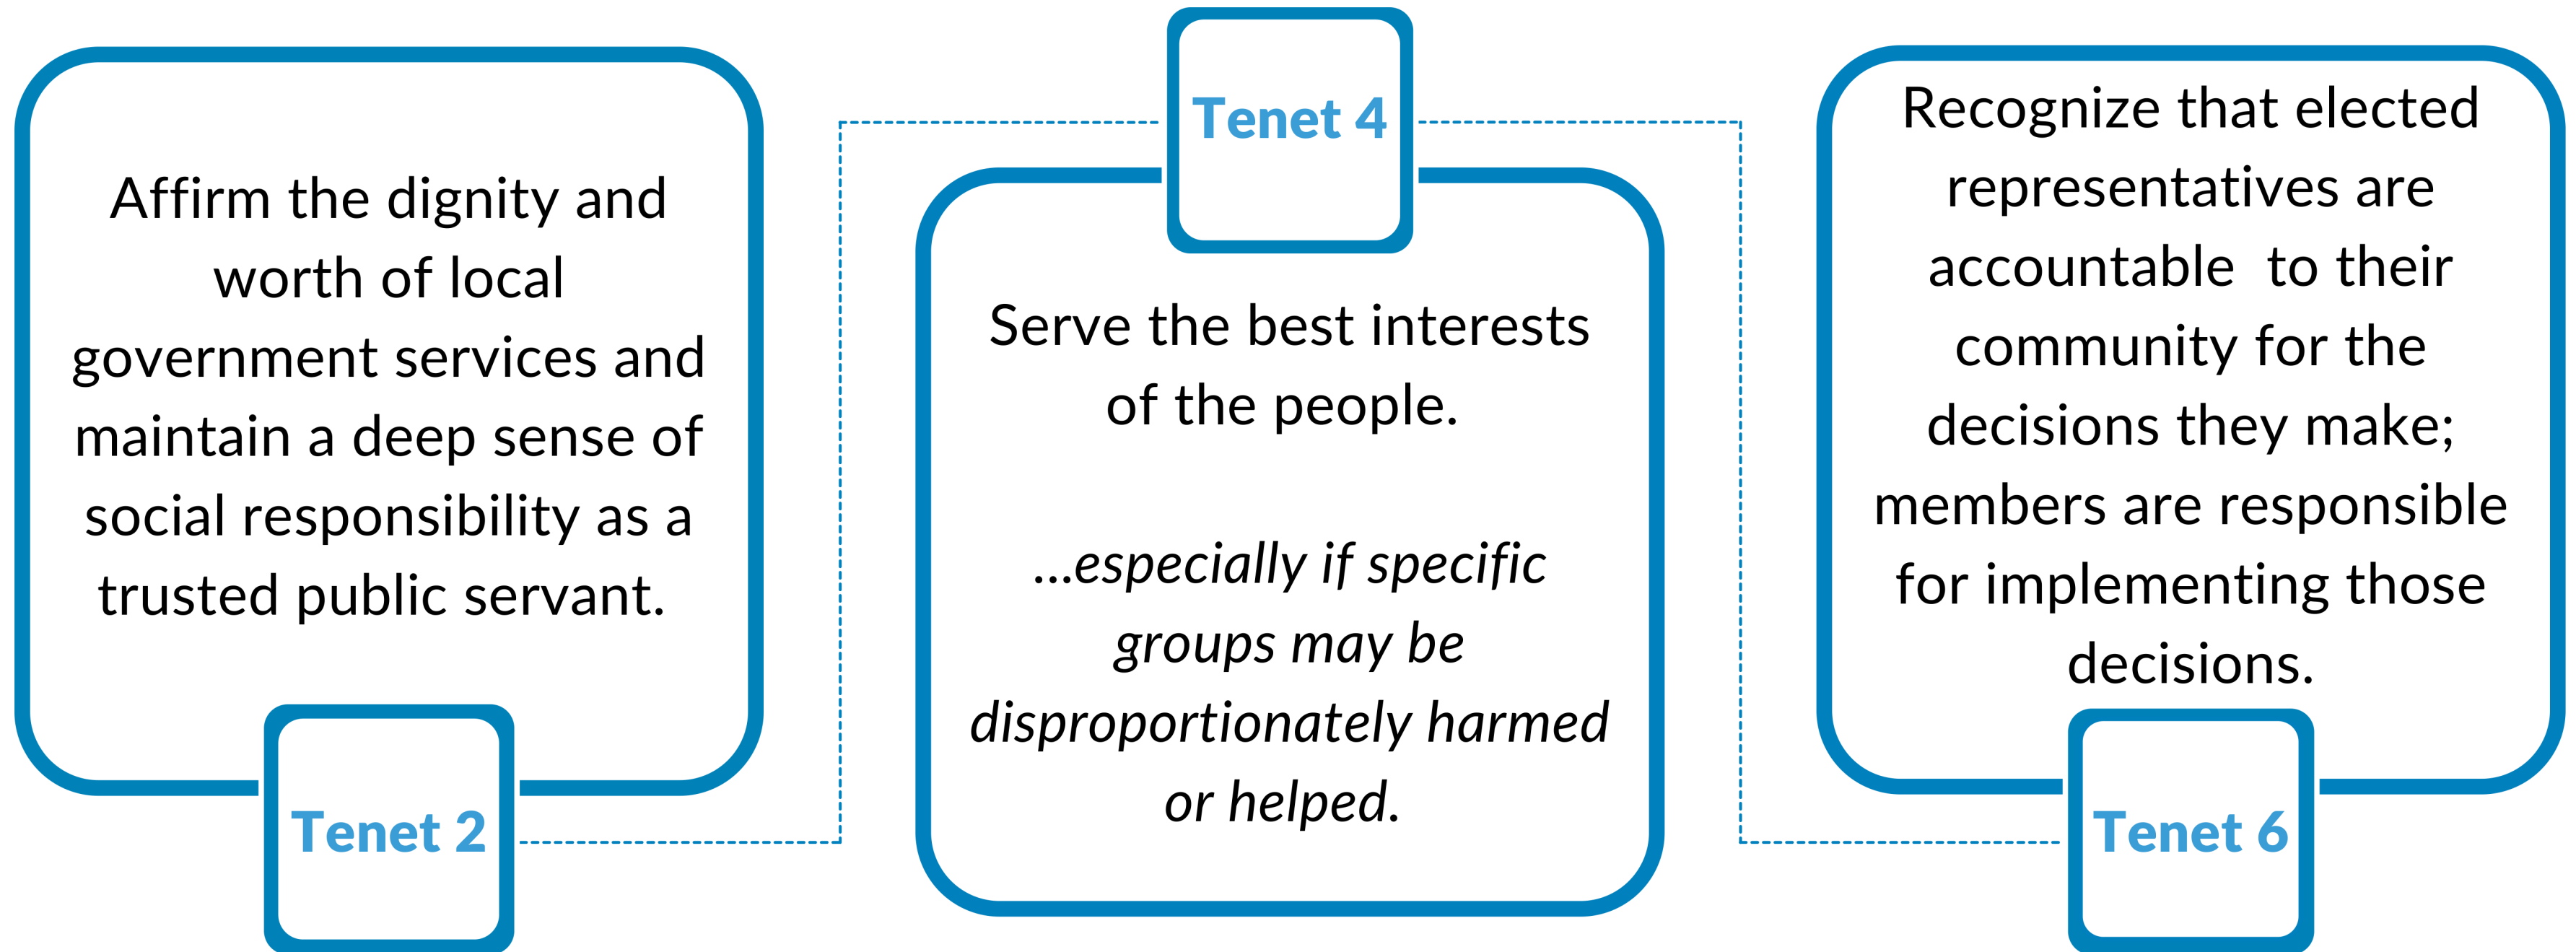 Affirm the dignity and
worth of local
government services and
maintain a deep sense of
social responsibility as a
trusted public servant.
Tenet 2
Tenet 4
Serve the best interests
of the people.
...especially if specific
groups may be
disproportionately harmed
or helped.
Recognize that elected
representatives are
accountable  to their
community for the
decisions they make;
members are responsible
for implementing those
decisions.
Tenet 6